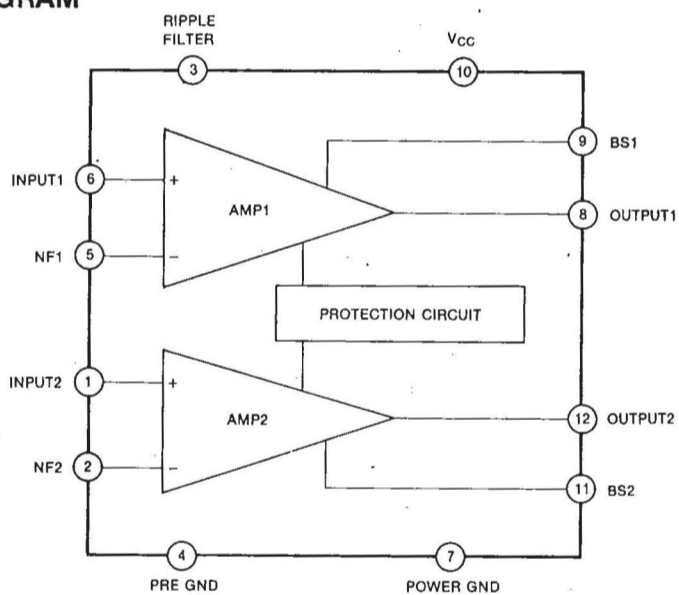 RIPPLE
FILTER
3
VCC
10
9
BS1
INPUT1
6
+
AMP1
8
OUTPUT1
NF1
5
−
PROTECTION CIRCUIT
INPUT2
1
+
AMP2
12
OUTPUT2
NF2
2
−
11
BS2
4
PRE GND
7
POWER GND